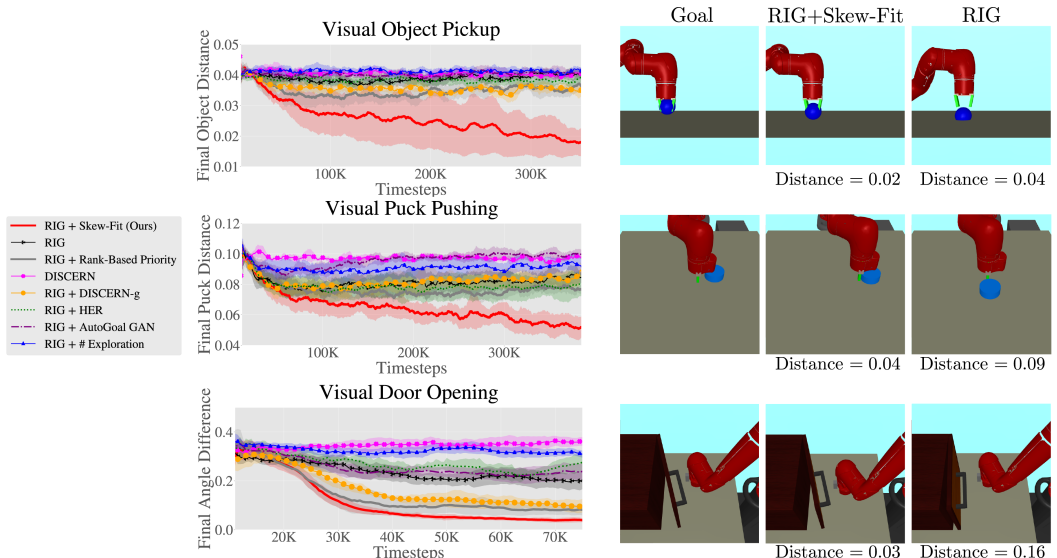 Visual Object Pickup
Final Object Distance
0.05
0.04
0.03
0.02
0.01
100K
200K
300K
Timesteps
Visual Puck Pushing
Final Puck Distance
0.12
0.10
0.08
0.06
0.04
100K
200K
300K
Timesteps
Visual Door Opening
Final Angle Difference
0.4
0.2
0.0
20K
30K
40K
50K
60K
70K
Timesteps
RIG + Skew-Fit (Ours)
RIG
RIG + Rank-Based Priority
DISCERN
RIG + DISCERN-g
RIG + HER
RIG + AutoGoal GAN
RIG + # Exploration
Goal
RIG+Skew-Fit
RIG
Distance = 0.02
Distance = 0.04
Distance = 0.04
Distance = 0.09
Distance = 0.03
Distance = 0.16